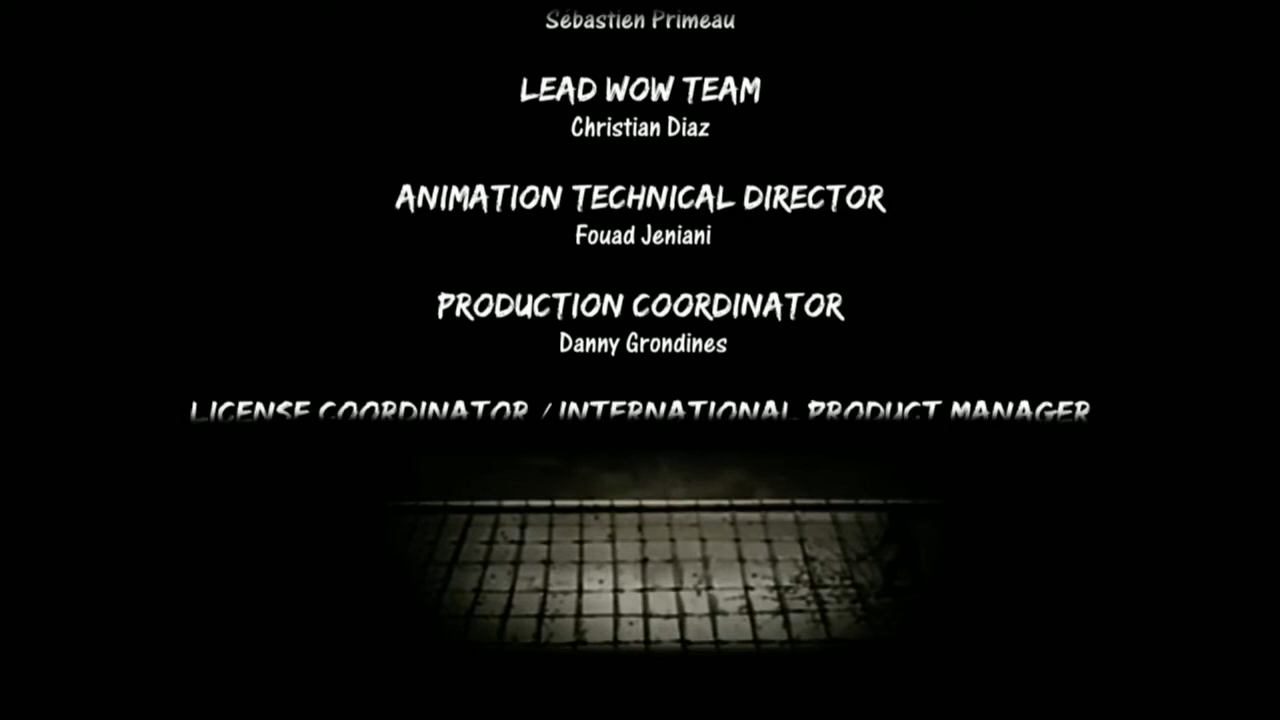 Sébastien Primeau
LEAD WOW TEAM
Christian Diaz
ANIMATION TECHNICAL DIRECTOR
Fouad Jeniani
PRODUCTION COORDINATOR
Danny Grondines
LICENSE COORDINATOR / INTERNATIONAL PRODUCT MANAGER